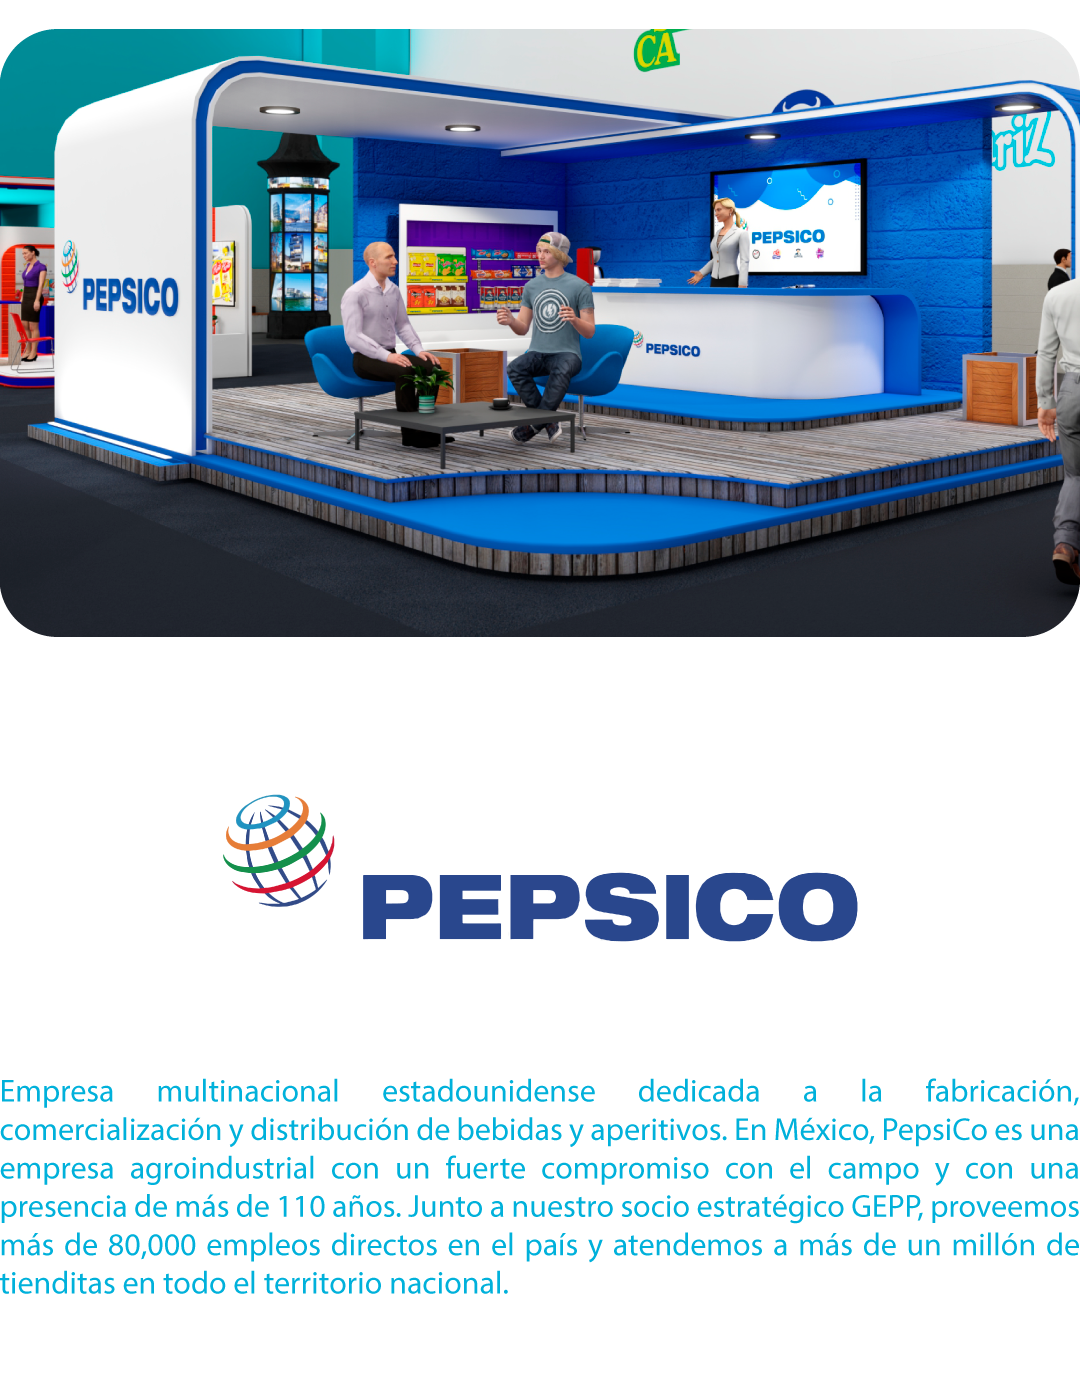 CA
riz
PEPSICO
PEPSICO
PEPSICO
PEPSICO
Empresa multinacional estadounidense dedicada a la fabricación,
comercialización y distribución de bebidas y aperitivos. En México, PepsiCo es una
empresa agroindustrial con un fuerte compromiso con el campo y con una
presencia de más de 110 años. Junto a nuestro socio estratégico GEPP, proveemos
más de 80,000 empleos directos en el país y atendemos a más de un millón de
tienditas en todo el territorio nacional.